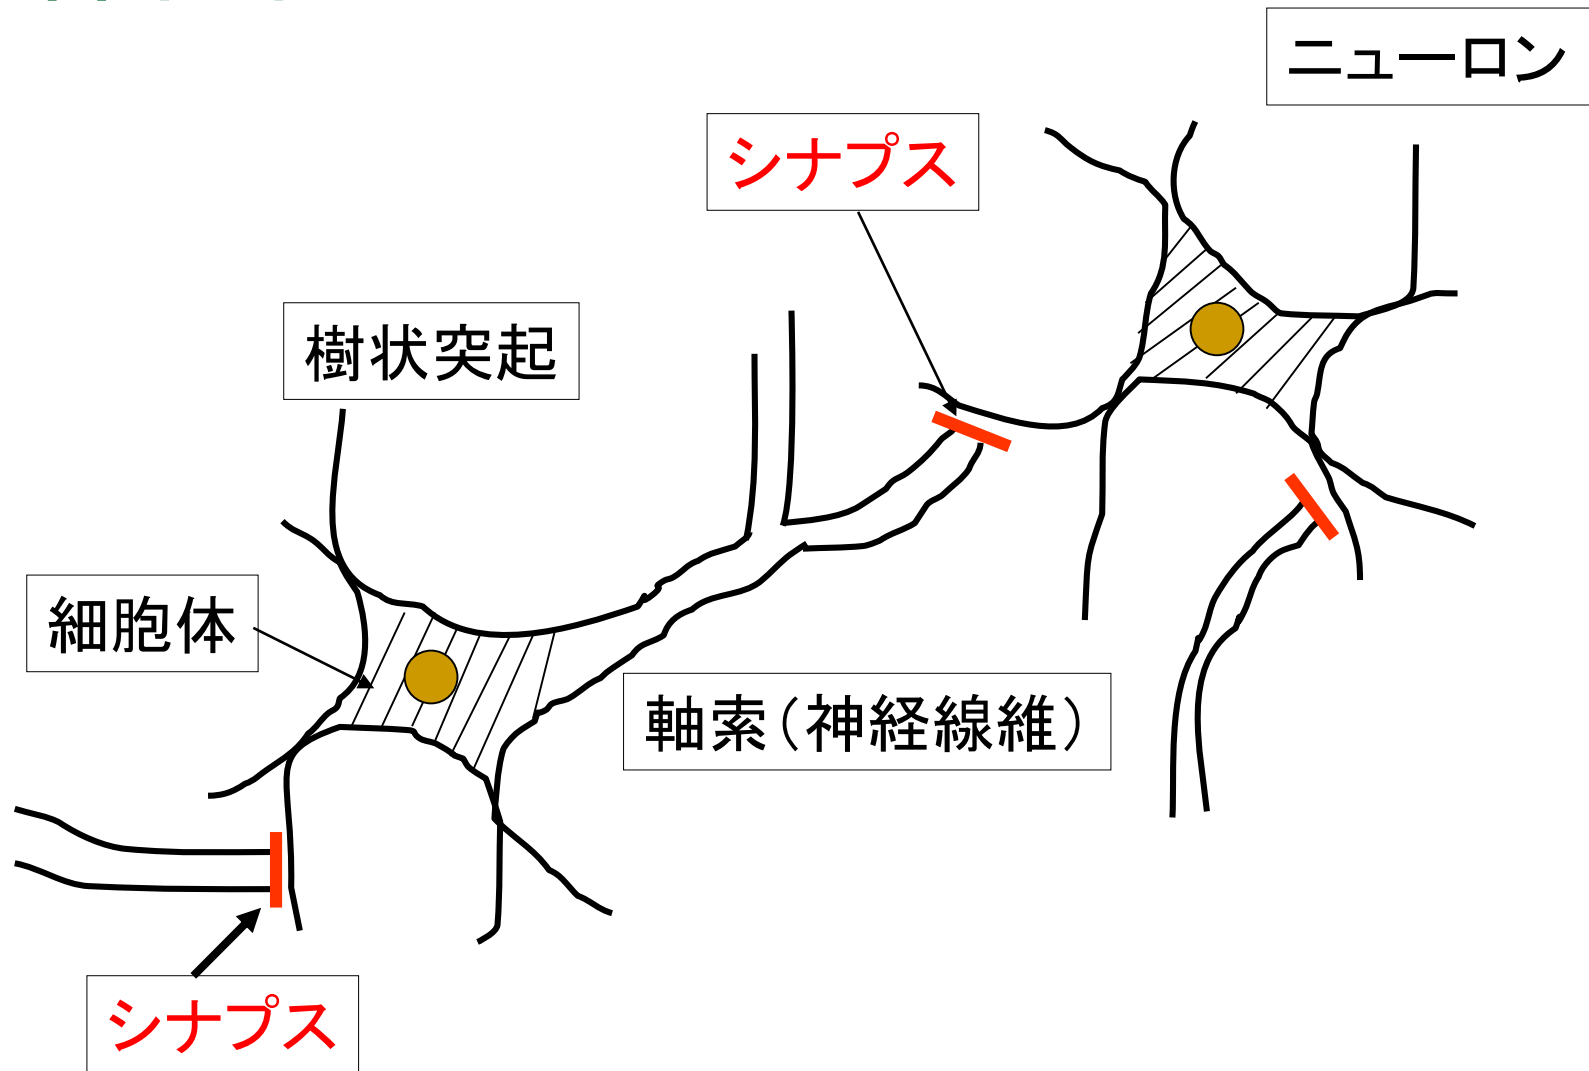 ニューロン
シナプス
樹状突起
細胞体
軸索(神経線維)
シナプス